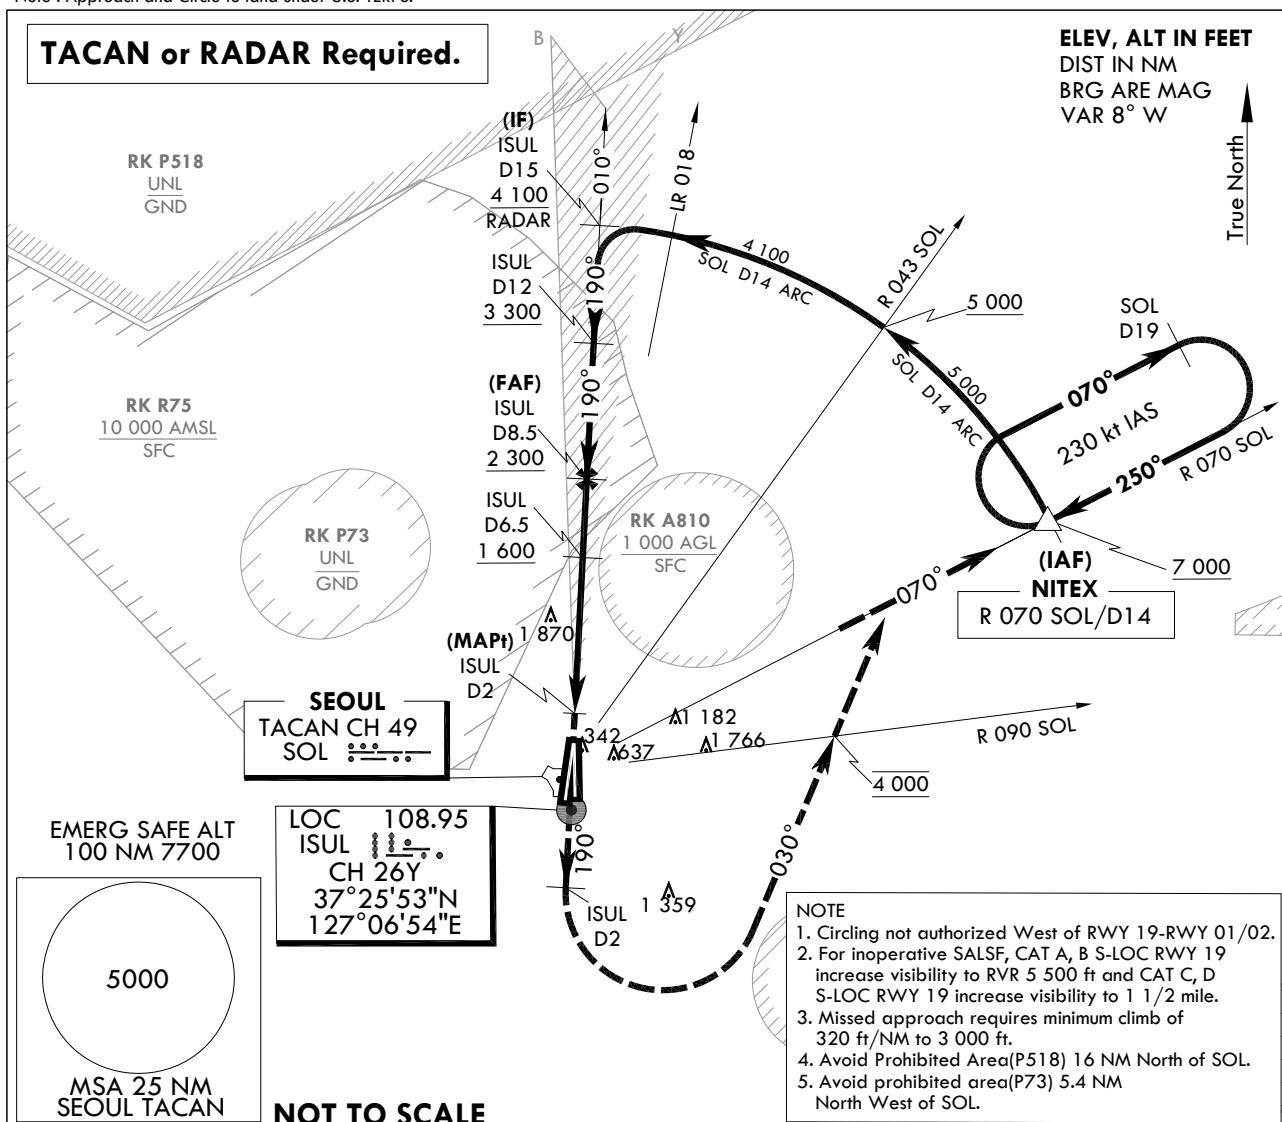 TACAN or RADAR Required.
ELEV, ALT IN FEET
DIST IN NM
BRG ARE MAG
VAR 8° W
True North
B
Y
RK P518
UNL
GND
(IF)
ISUL
D15
4 100
RADAR
010°
LR 018
ISUL
D12
3 300
190°
4 100
SOL D14 ARC
R 043 SOL
5 000
SOL
D19
5 000
SOL D14 ARC
070°
230 kt IAS
250°
R 070 SOL
(FAF)
ISUL
D8.5
2 300
190°
RK R75
10 000 AMSL
SFC
ISUL
D6.5
1 600
RK P73
UNL
GND
RK A810
1 000 AGL
SFC
(IAF)
NITEX
R 070 SOL/D14
7 000
070°
1 870
(MAPt)
ISUL
D2
SEOUL
TACAN CH 49
SOL
342
637
1 182
1 766
R 090 SOL
4 000
LOC 108.95
ISUL
CH 26Y
37°25'53"N
127°06'54"E
190°
ISUL
D2
1 359
030°
EMERG SAFE ALT
100 NM 7700
5000
MSA 25 NM
SEOUL TACAN
NOT TO SCALE
NOTE
1. Circling not authorized West of RWY 19-RWY 01/02.
2. For inoperative SALSF, CAT A, B S-LOC RWY 19
increase visibility to RVR 5 500 ft and CAT C, D
S-LOC RWY 19 increase visibility to 1 1/2 mile.
3. Missed approach requires minimum climb of
320 ft/NM to 3 000 ft.
4. Avoid Prohibited Area(P518) 16 NM North of SOL.
5. Avoid prohibited area(P73) 5.4 NM
North West of SOL.